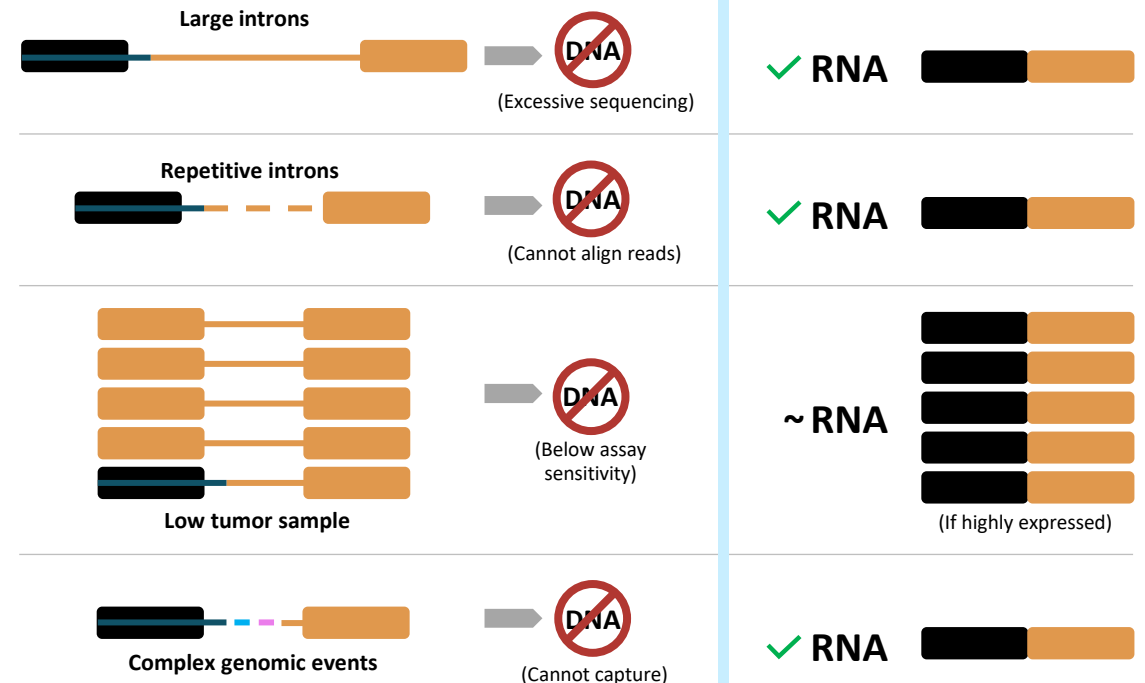 Large introns
DNA
(Excessive sequencing)
✓ RNA
Repetitive introns
DNA
(Cannot align reads)
✓ RNA
DNA
(Below assay
sensitivity)
~ RNA
Low tumor sample
(If highly expressed)
DNA
(Cannot capture)
✓ RNA
Complex genomic events